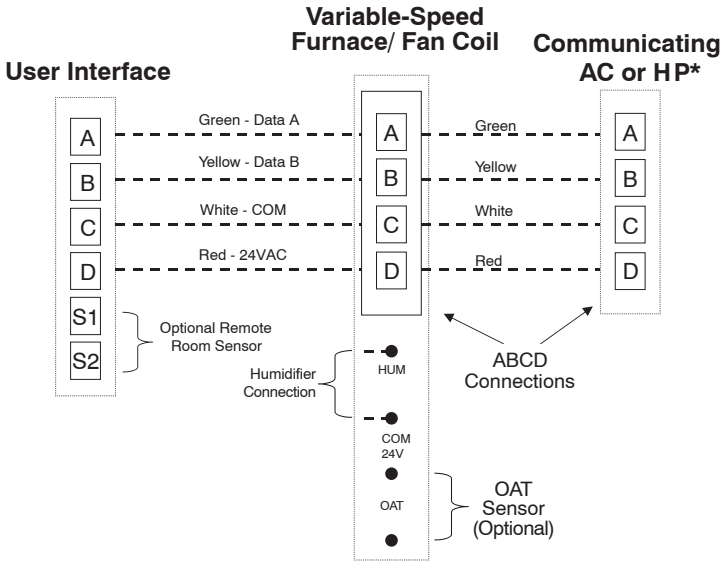 Variable-Speed
Furnace/ Fan Coil
Communicating
AC or HP*
User Interface
A
Green - Data A
A
Green
A
B
Yellow - Data B
B
Yellow
B
C
White - COM
C
White
C
D
Red - 24VAC
D
Red
D
S1
S2
Optional Remote
Room Sensor
ABCD
Connections
Humidifier
Connection
HUM
COM
24V
OAT
OAT
Sensor
(Optional)